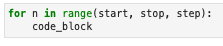 for n in range(start, stop, step):
    code_block